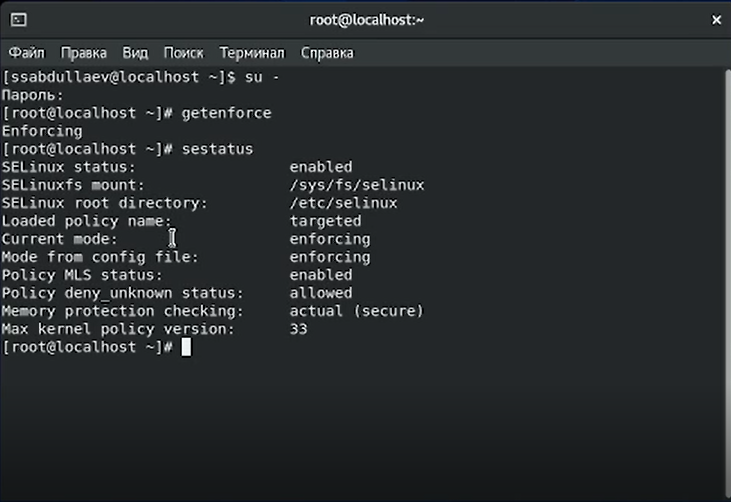 root@localhost:~
Файл Правка Вид Поиск Терминал Справка
[ssabdullaev@localhost ~]$ su -
Пароль:
[root@localhost ~]# getenforce
Enforcing
[root@localhost ~]# sestatus
SELinux status:                 enabled
SELinuxfs mount:                /sys/fs/selinux
SELinux root directory:         /etc/selinux
Loaded policy name:             targeted
Current mode:                   enforcing
Mode from config file:          enforcing
Policy MLS status:              enabled
Policy deny_unknown status:     allowed
Memory protection checking:     actual (secure)
Max kernel policy version:      33
[root@localhost ~]#